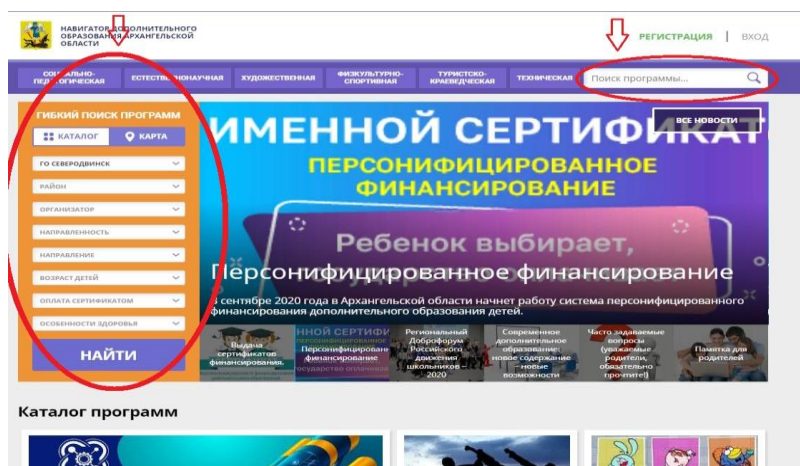 НАВИГАТОР ДОПОЛНИТЕЛЬНОГО
ОБРАЗОВАНИЯ АРХАНГЕЛЬСКОЙ
ОБЛАСТИ
РЕГИСТРАЦИЯ | ВХОД
СОЦИАЛЬНО-
ПЕДАГОГИЧЕСКАЯ
ЕСТЕСТВЕННОНАУЧНАЯ
ХУДОЖЕСТВЕННАЯ
ФИЗКУЛЬТУРНО-
СПОРТИВНАЯ
ТУРИСТСКО-
КРАЕВЕДЧЕСКАЯ
ТЕХНИЧЕСКАЯ
Поиск программы...
ГИБКИЙ ПОИСК ПРОГРАММ
КАТАЛОГ
КАРТА
ГО СЕВЕРОДВИНСК
РАЙОН
ОРГАНИЗАТОР
НАПРАВЛЕННОСТЬ
НАПРАВЛЕНИЕ
ВОЗРАСТ ДЕТЕЙ
ОПЛАТА СЕРТИФИКАТОМ
ОСОБЕННОСТИ ЗДОРОВЬЯ
НАЙТИ
ВСЕ НОВОСТИ
ИМЕННОЙ СЕРТИФИКАТ
ПЕРСОНИФИЦИРОВАННОЕ
ФИНАНСИРОВАНИЕ
Ребенок выбирает,
Персонифицированное финансирование
В сентябре 2020 года в Архангельской области начнет работу система персонифицированного
финансирования дополнительного образования детей.
Выдача
сертификатов
финансирования.
Персонифицированное
финансирование
Региональный
Доброфорум
Российского
движения
школьников –
2020
Современное
дополнительное
образование:
новое содержание
– новые
возможности
Часто задаваемые
вопросы
(уважаемые
родители,
обязательно
прочтите!)
Памятка для
родителей
Каталог программ